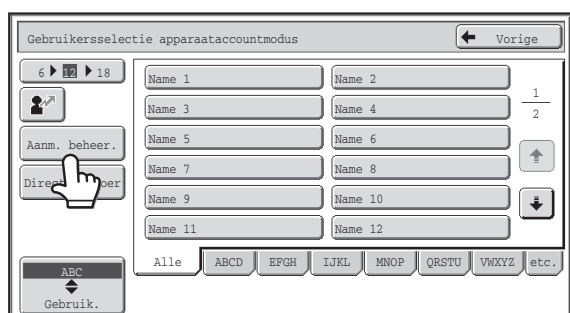 Gebruikersselectie apparaataccountmodus
Vorige
6 12 18
Name 1
Name 2
1
2
Name 3
Name 4
Aanm. beheer.
Name 5
Name 6
Name 7
Name 8
Name 9
Name 10
Name 11
Name 12
Alle ABCD EFGH IJKL MNOP QRSTU VWXYZ etc.
ABC
Gebruik.